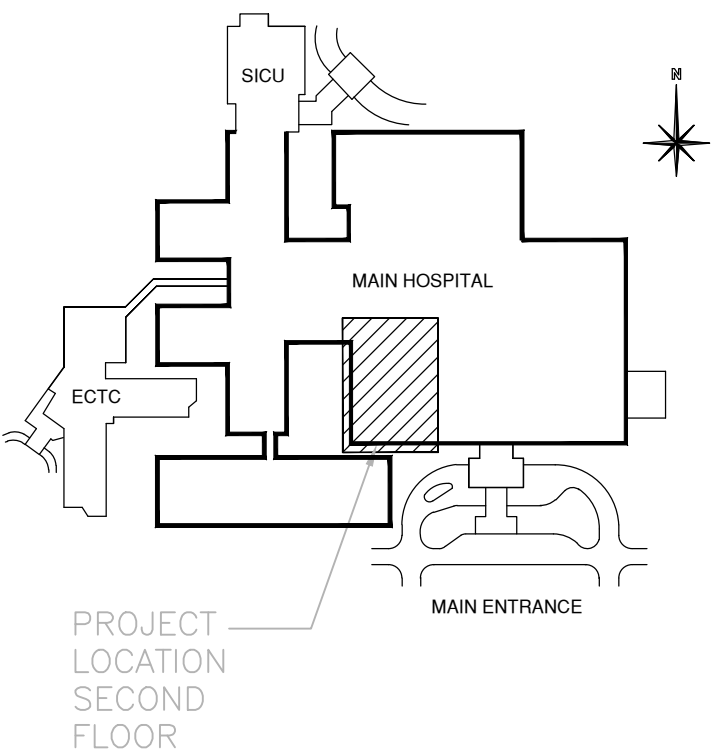 SICU
N
MAIN HOSPITAL
ECTC
MAIN ENTRANCE
PROJECT
LOCATION
SECOND
FLOOR